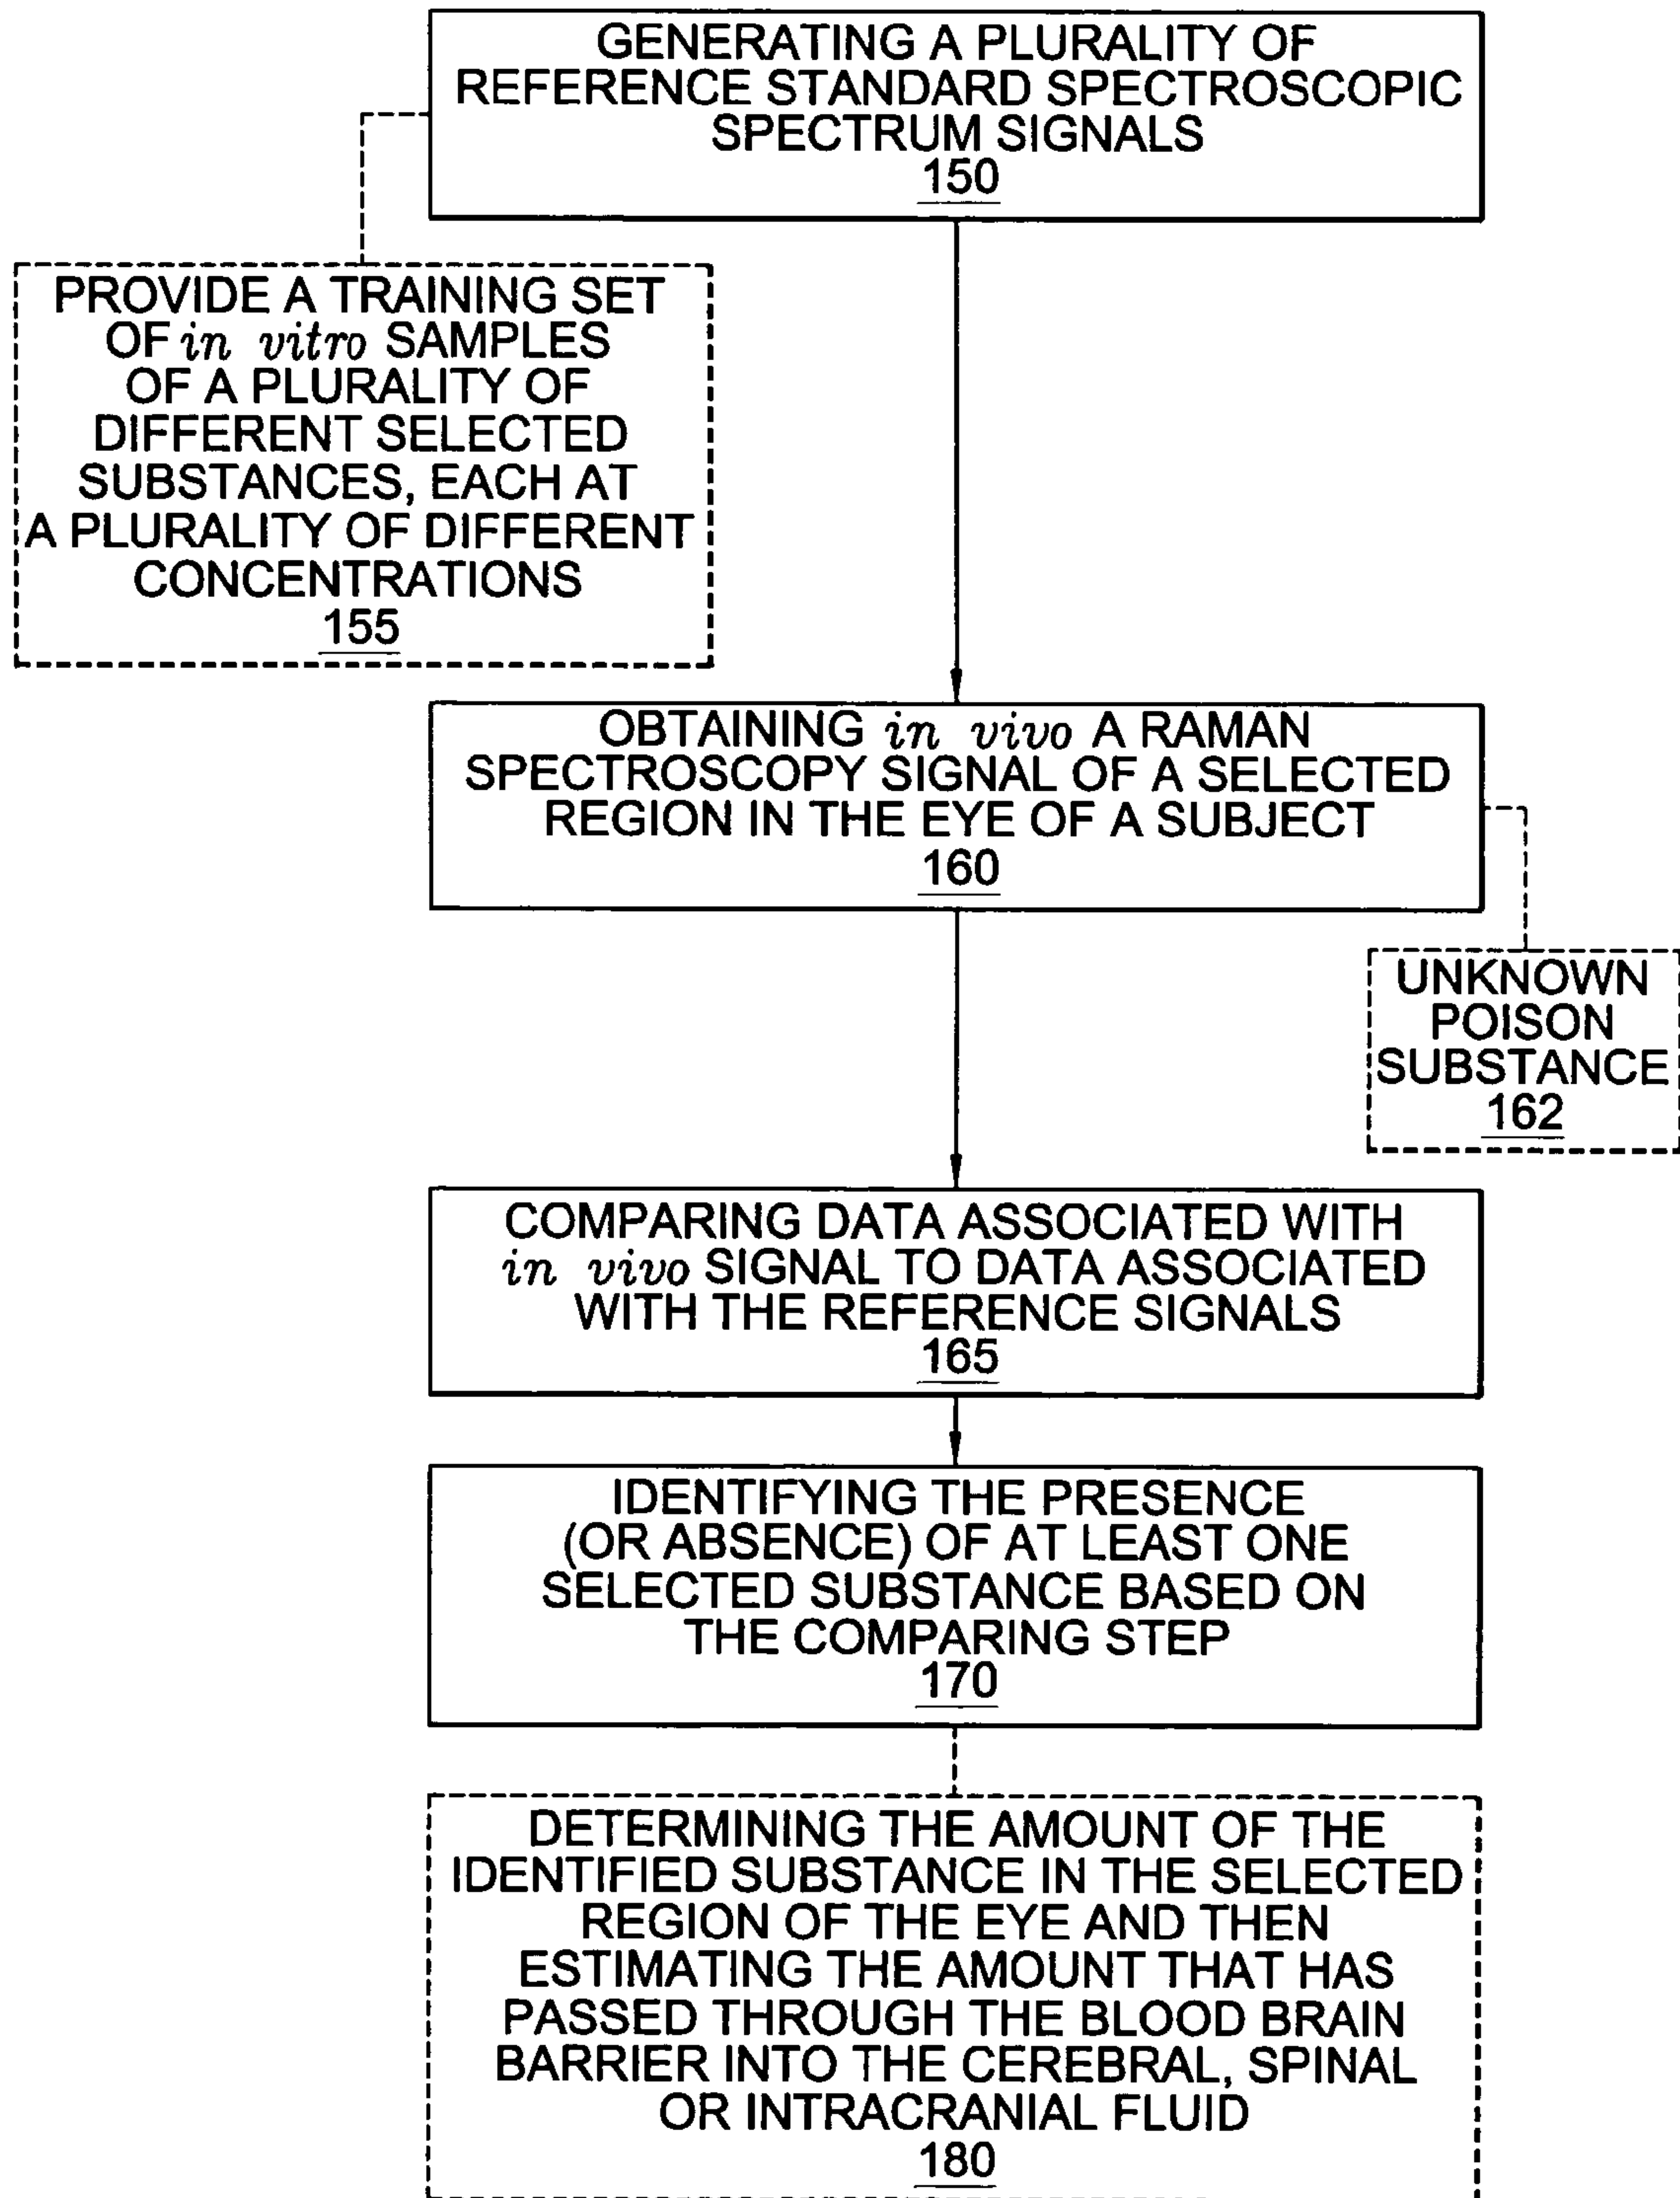 GENERATING A PLURALITY OF
REFERENCE STANDARD SPECTROSCOPIC
SPECTRUM SIGNALS
150
PROVIDE A TRAINING SET
OF in vitro SAMPLES
OF A PLURALITY OF
DIFFERENT SELECTED
SUBSTANCES, EACH AT
A PLURALITY OF DIFFERENT
CONCENTRATIONS
155
OBTAINING in vivo A RAMAN
SPECTROSCOPY SIGNAL OF A SELECTED
REGION IN THE EYE OF A SUBJECT
160
UNKNOWN
POISON
SUBSTANCE
162
COMPARING DATA ASSOCIATED WITH
in vivo SIGNAL TO DATA ASSOCIATED
WITH THE REFERENCE SIGNALS
165
IDENTIFYING THE PRESENCE
(OR ABSENCE) OF AT LEAST ONE
SELECTED SUBSTANCE BASED ON
THE COMPARING STEP
170
DETERMINING THE AMOUNT OF THE
IDENTIFIED SUBSTANCE IN THE SELECTED
REGION OF THE EYE AND THEN
ESTIMATING THE AMOUNT THAT HAS
PASSED THROUGH THE BLOOD BRAIN
BARRIER INTO THE CEREBRAL, SPINAL
OR INTRACRANIAL FLUID
180